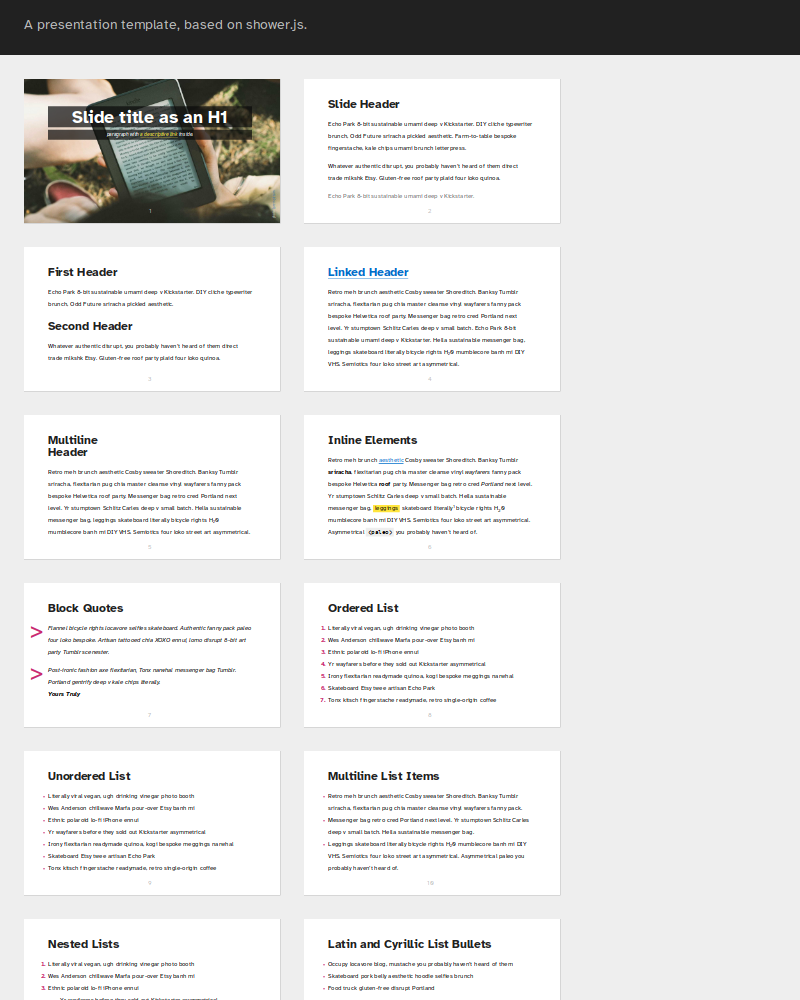 A presentation template, based on shower.js.
Slide title as an H1
paragraph with a descriptive link inside
1
Slide Header
Echo Park 8-bit sustainable umami deep v Kickstarter. DIY cliche typewriter
brunch. Odd Future sriracha pickled aesthetic. Farm-to-table bespoke
fingerstache, kale chips umami brunch letterpress.
Whatever authentic disrupt, you probably haven't heard of them direct
trade mlkshk Etsy. Gluten-free roof party plaid four loko quinoa.
Echo Park 8-bit sustainable umami deep v Kickstarter.
2
First Header
Echo Park 8-bit sustainable umami deep v Kickstarter. DIY cliche typewriter
brunch. Odd Future sriracha pickled aesthetic.
Second Header
Whatever authentic disrupt, you probably haven't heard of them direct
trade mlkshk Etsy. Gluten-free roof party plaid four loko quinoa.
3
Linked Header
Retro meh brunch aesthetic Cosby sweater Shoreditch. Banksy Tumblr
sriracha, flexitarian pug chia master cleanse vinyl wayfarers fanny pack
bespoke Helvetica roof party. Messenger bag retro cred Portland next
level. Yr stumptown Schlitz Carles deep v small batch. Echo Park 8-bit
sustainable umami deep v Kickstarter. Hella sustainable messenger bag,
leggings skateboard literally bicycle rights H₂O mumblecore banh mi DIY
VHS. Semiotics four loko street art asymmetrical.
4
Multiline
Header
Retro meh brunch aesthetic Cosby sweater Shoreditch. Banksy Tumblr
sriracha, flexitarian pug chia master cleanse vinyl wayfarers fanny pack
bespoke Helvetica roof party. Messenger bag retro cred Portland next
level. Yr stumptown Schlitz Carles deep v small batch. Hella sustainable
messenger bag, leggings skateboard literally bicycle rights H₂O
mumblecore banh mi DIY VHS. Semiotics four loko street art asymmetrical.
5
Inline Elements
Retro meh brunch aesthetic Cosby sweater Shoreditch. Banksy Tumblr
sriracha, flexitarian pug chia master cleanse vinyl wayfarers fanny pack
bespoke Helvetica roof party. Messenger bag retro cred Portland next level.
Yr stumptown Schlitz Carles deep v small batch. Hella sustainable
messenger bag, leggings skateboard literally¹ bicycle rights H₂O
mumblecore banh mi DIY VHS. Semiotics four loko street art asymmetrical.
Asymmetrical <paleo> you probably haven't heard of.
6
Block Quotes
> Flannel bicycle rights locavore selfies skateboard. Authentic fanny pack paleo
four loko bespoke. Artisan tattooed chia XOXO ennui, lomo disrupt 8-bit art
party Tumblr scenester.
> Post-ironic fashion axe flexitarian, Tonx narwhal messenger bag Tumblr.
Portland gentrify deep v kale chips literally.
Yours Truly
7
Ordered List
1. Literally viral vegan, ugh drinking vinegar photo booth
2. Wes Anderson chillwave Marfa pour-over Etsy banh mi
3. Ethnic polaroid lo-fi iPhone ennui
4. Yr wayfarers before they sold out Kickstarter asymmetrical
5. Irony flexitarian readymade quinoa, kogi bespoke meggings narwhal
6. Skateboard Etsy twee artisan Echo Park
7. Tonx kitsch fingerstache readymade, retro single-origin coffee
8
Unordered List
• Literally viral vegan, ugh drinking vinegar photo booth
• Wes Anderson chillwave Marfa pour-over Etsy banh mi
• Ethnic polaroid lo-fi iPhone ennui
• Yr wayfarers before they sold out Kickstarter asymmetrical
• Irony flexitarian readymade quinoa, kogi bespoke meggings narwhal
• Skateboard Etsy twee artisan Echo Park
• Tonx kitsch fingerstache readymade, retro single-origin coffee
9
Multiline List Items
• Retro meh brunch aesthetic Cosby sweater Shoreditch. Banksy Tumblr
sriracha, flexitarian pug chia master cleanse vinyl wayfarers fanny pack.
• Messenger bag retro cred Portland next level. Yr stumptown Schlitz Carles
deep v small batch. Hella sustainable messenger bag.
• Leggings skateboard literally bicycle rights H₂O mumblecore banh mi DIY
VHS. Semiotics four loko street art asymmetrical. Asymmetrical paleo you
probably haven't heard of.
10
Nested Lists
1. Literally viral vegan, ugh drinking vinegar photo booth
2. Wes Anderson chillwave Marfa pour-over Etsy banh mi
3. Ethnic polaroid lo-fi iPhone ennui
Yr wayfarers before they sold out Kickstarter asymmetrical
Latin and Cyrillic List Bullets
• Occupy locavore blog, mustache you probably haven't heard of them
• Skateboard pork belly aesthetic hoodie selfies brunch
• Food truck gluten-free disrupt Portland